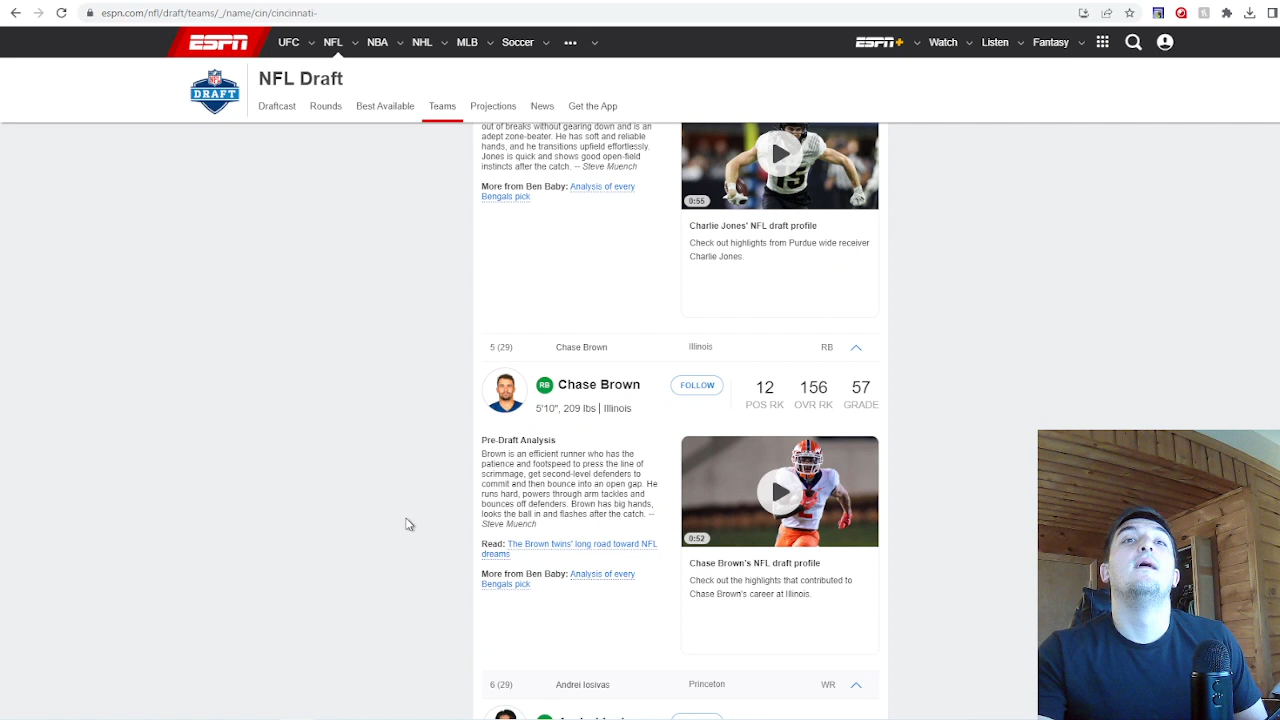 espn.com/nfl/draft/teams/_/name/cin/cincinnati-
ESPN UFC NFL NBA NHL MLB Soccer ••• ESPN+ Watch Listen Fantasy
NFL
DRAFT
NFL Draft
Draftcast Rounds Best Available Teams Projections News Get the App
out of breaks without gearing down and is an
adept zone-beater. He has soft and reliable
hands, and he transitions upfield effortlessly.
Jones is quick and shows good open-field
instincts after the catch. -- Steve Muench
More from Ben Baby: Analysis of every
Bengals pick
15
0:55
Charlie Jones' NFL draft profile
Check out highlights from Purdue wide receiver
Charlie Jones.
5 (29) Chase Brown Illinois RB
RB Chase Brown
5'10", 209 lbs | Illinois
FOLLOW
12 156 57
POS RK OVR RK GRADE
Pre-Draft Analysis
Brown is an efficient runner who has the
patience and footspeed to press the line of
scrimmage, get second-level defenders to
commit and then bounce into an open gap. He
runs hard, powers through arm tackles and
bounces off defenders. Brown has big hands,
looks the ball in and flashes after the catch. --
Steve Muench
Read: The Brown twins' long road toward NFL
dreams
More from Ben Baby: Analysis of every
Bengals pick
0:52
Chase Brown's NFL draft profile
Check out the highlights that contributed to
Chase Brown's career at Illinois.
6 (29) Andrei Iosivas Princeton WR